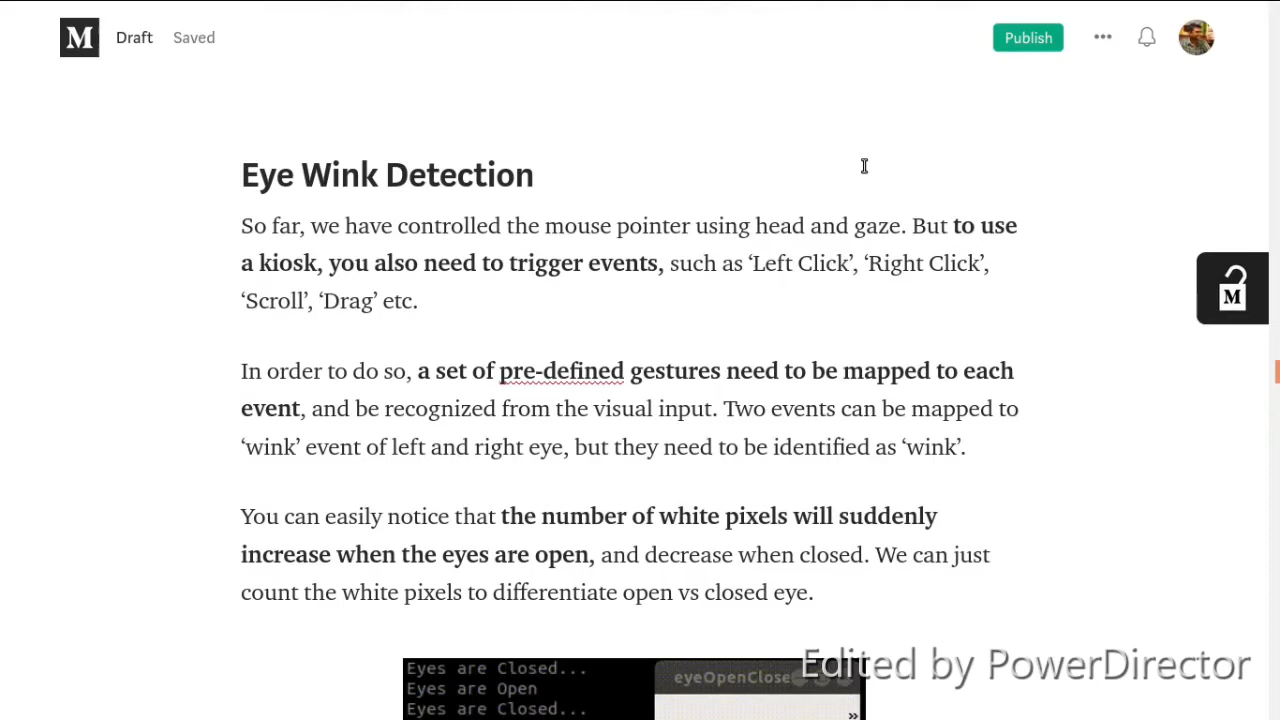 M Draft Saved Publish
Eye Wink Detection
So far, we have controlled the mouse pointer using head and gaze. But to use
a kiosk, you also need to trigger events, such as ‘Left Click’, ‘Right Click’,
‘Scroll’, ‘Drag’ etc.
M
In order to do so, a set of pre-defined gestures need to be mapped to each
event, and be recognized from the visual input. Two events can be mapped to
‘wink’ event of left and right eye, but they need to be identified as ‘wink’.
You can easily notice that the number of white pixels will suddenly
increase when the eyes are open, and decrease when closed. We can just
count the white pixels to differentiate open vs closed eye.
Eyes are Closed...
Eyes are Open
Eyes are Closed...
eyeOpenClose
»
Edited by PowerDirector